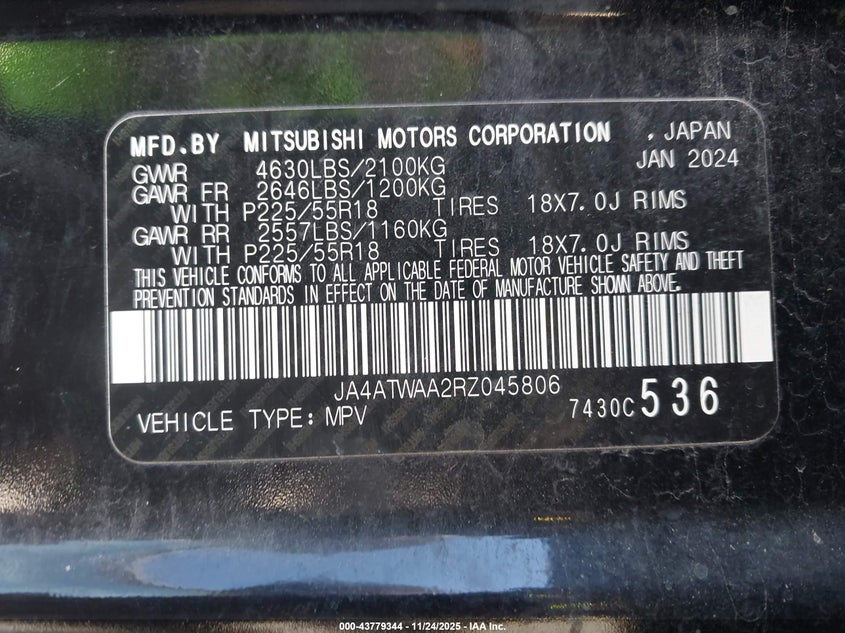 MFD.BY MITSUBISHI MOTORS CORPORATION , JAPAN
GWWR 4630LBS/2100KG JAN 2024
GAWR FR 2646LBS/1200KG
WITH P225/55R18 TIRES 18X7.0J RIMS
GAWR RR 2557LBS/1160KG
WITH P225/55R18 TIRES 18X7.0J RIMS
THIS VEHICLE CONFORMS TO ALL APPLICABLE FEDERAL MOTOR VEHICLE SAFETY AND THEFT
PREVENTION STANDARDS IN EFFECT ON THE DATE OF MANUFACTURE SHOWN ABOVE.
JA4ATWAA2RZ045806
VEHICLE TYPE: MPV 7430C 536
000-43779344 - 11/24/2025 - IAA Inc.